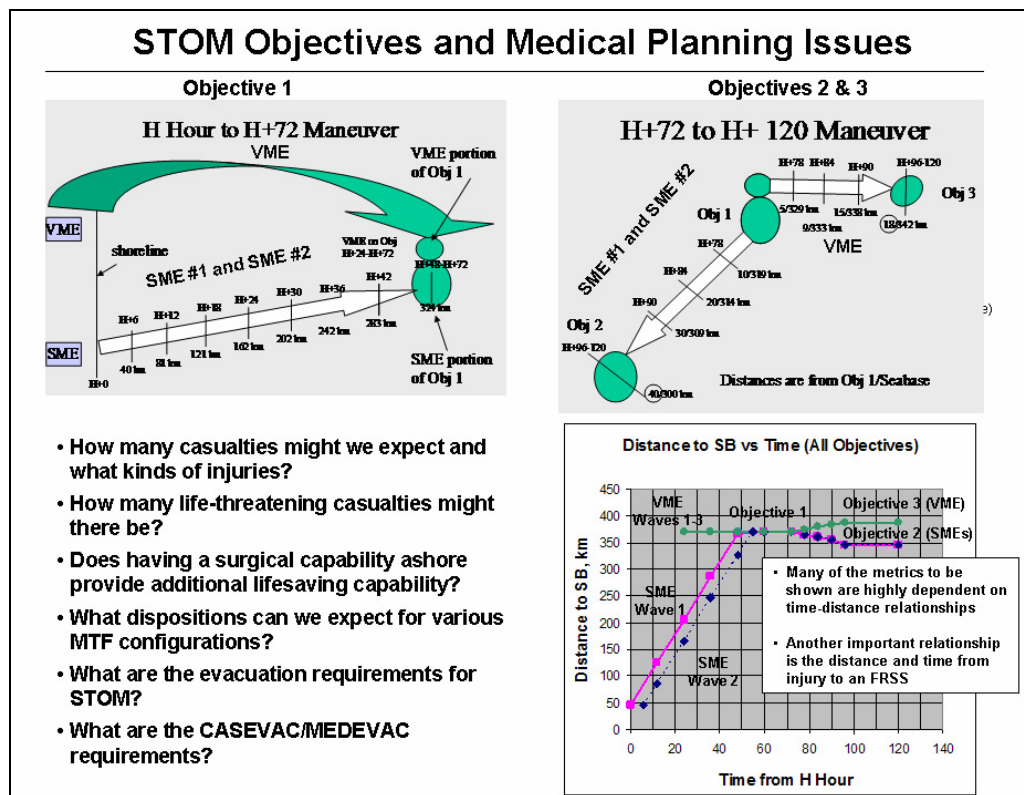 STOM Objectives and Medical Planning Issues
Objective 1
H Hour to H+72 Maneuver
VME
VME portion
of Obj 1
VME
shoreline
SME #1 and SME #2
VME on Obj
H+24-H+72
H+48-H+72
H+6
H+12
H+18
H+24
H+30
H+36
H+42
324 km
283 km
242 km
202 km
162 km
121 km
81 km
40 km
SME
H+0
SME portion
of Obj 1
Objectives 2 & 3
H+72 to H+ 120 Maneuver
SME #1 and SME #2
H+78
H+84
H+90
H+96-120
Obj 3
Obj 1
5/329 km
9/333 km
15/338 km
18/342 km
VME
H+78
10/319 km
H+84
20/314 km
H+90
30/309 km
Obj 2
H+96-120
40/300 km
Distances are from Obj 1/Seabase
e)
• How many casualties might we expect and
what kinds of injuries?
• How many life-threatening casualties might
there be?
• Does having a surgical capability ashore
provide additional lifesaving capability?
• What dispositions can we expect for various
MTF configurations?
• What are the evacuation requirements for
STOM?
• What are the CASEVAC/MEDEVAC
requirements?
Distance to SB vs Time (All Objectives)
Distance to SB, km
450
400
350
300
250
200
150
100
50
0
VME
Waves 1-3
Objective 1
Objective 3 (VME)
Objective 2 (SMEs)
SME
Wave 1
SME
Wave 2
• Many of the metrics to be
shown are highly dependent on
time-distance relationships
• Another important relationship
is the distance and time from
injury to an FRSS
0 20 40 60 80 100 120 140
Time from H Hour